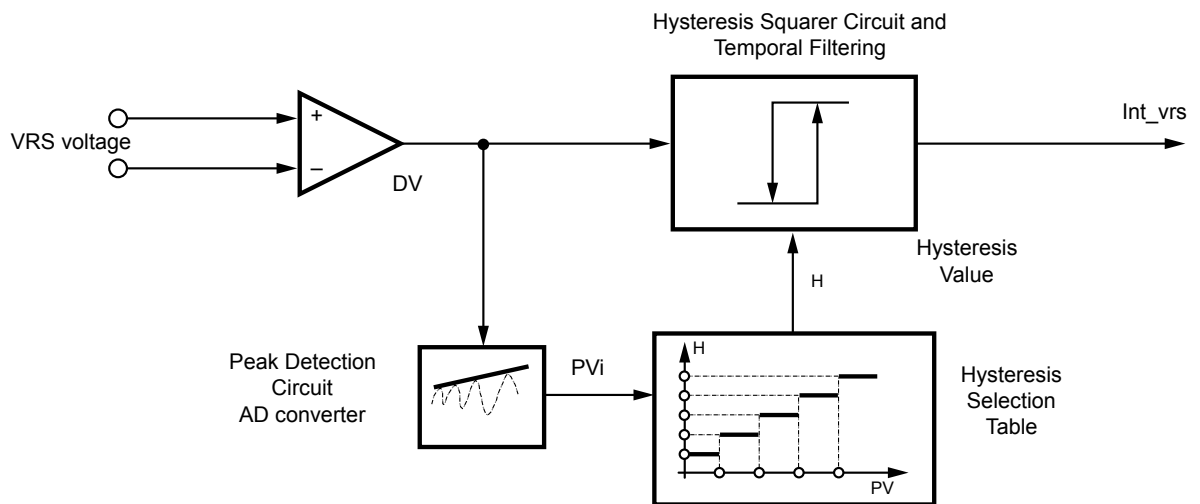 Hysteresis Squarer Circuit and
Temporal Filtering
VRS voltage
+
−
DV
Int_vrs
Hysteresis
Value
H
Peak Detection
Circuit
AD converter
PVi
H
PV
Hysteresis
Selection
Table